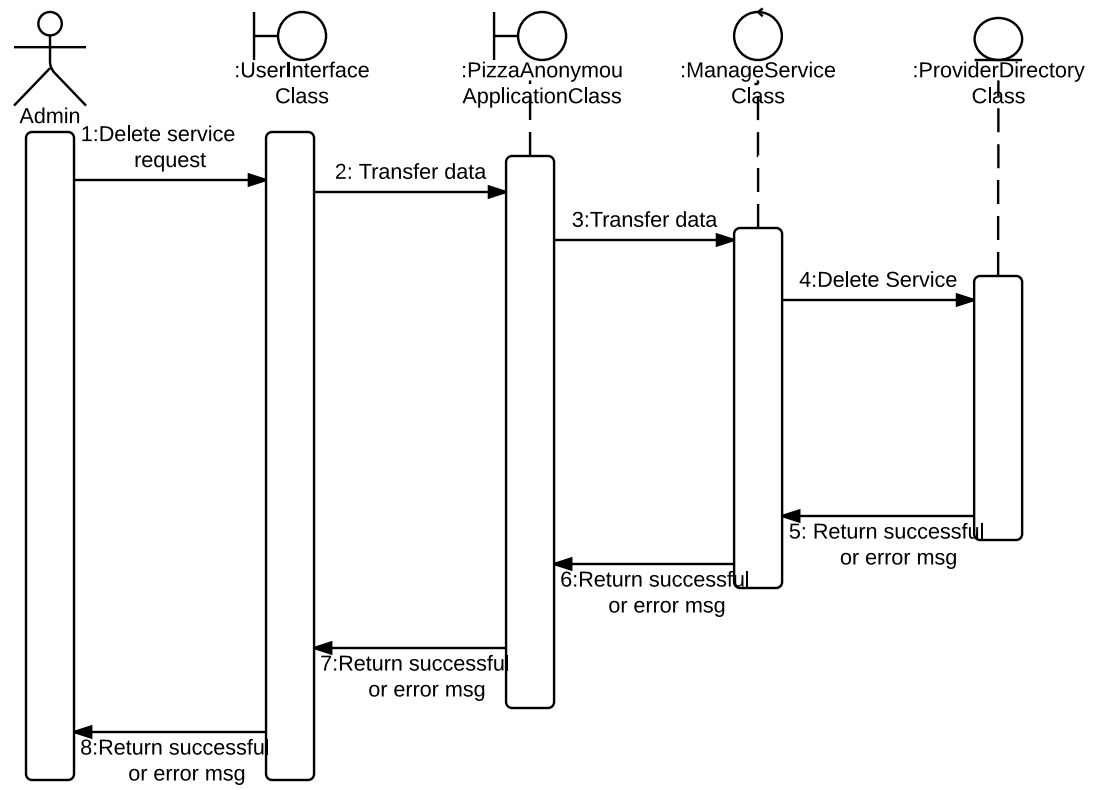 :UserInterface
Class
:PizzaAnonymou
ApplicationClass
:ManageService
Class
:ProviderDirectory
Class
Admin
1:Delete service
request
2: Transfer data
3:Transfer data
4:Delete Service
5: Return successful
or error msg
6:Return successful
or error msg
7:Return successful
or error msg
8:Return successful
or error msg